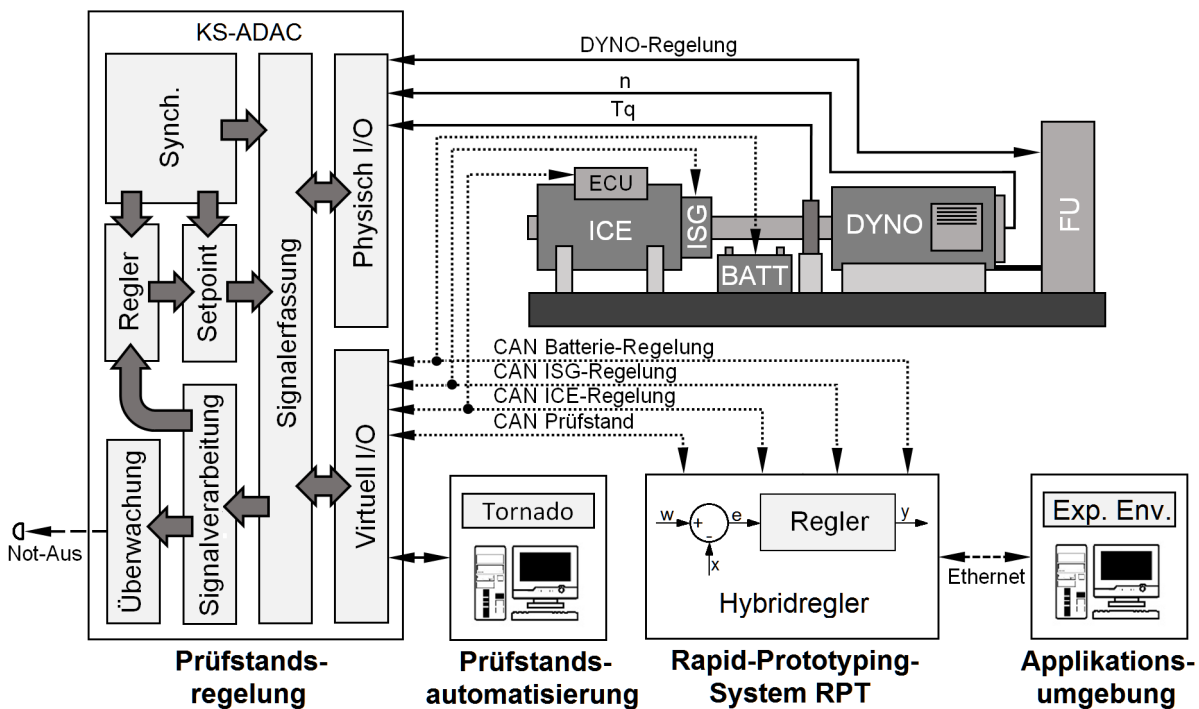 KS-ADAC
Synch.
Regler
Setpoint
Signalerfassung
Physisch I/O
Virtuell I/O
Signalverarbeitung
Überwachung
Not-Aus
DYNO-Regelung
n
Tq
ECU
ICE
ISG
BATT
DYNO
FU
CAN Batterie-Regelung
CAN ISG-Regelung
CAN ICE-Regelung
CAN Prüfstand
Tornado
w
+
-
e
x
Regler
y
Hybridregler
Ethernet
Exp. Env.
Prüfstands-
regelung
Prüfstands-
automatisierung
Rapid-Prototyping-
System RPT
Applikations-
umgebung